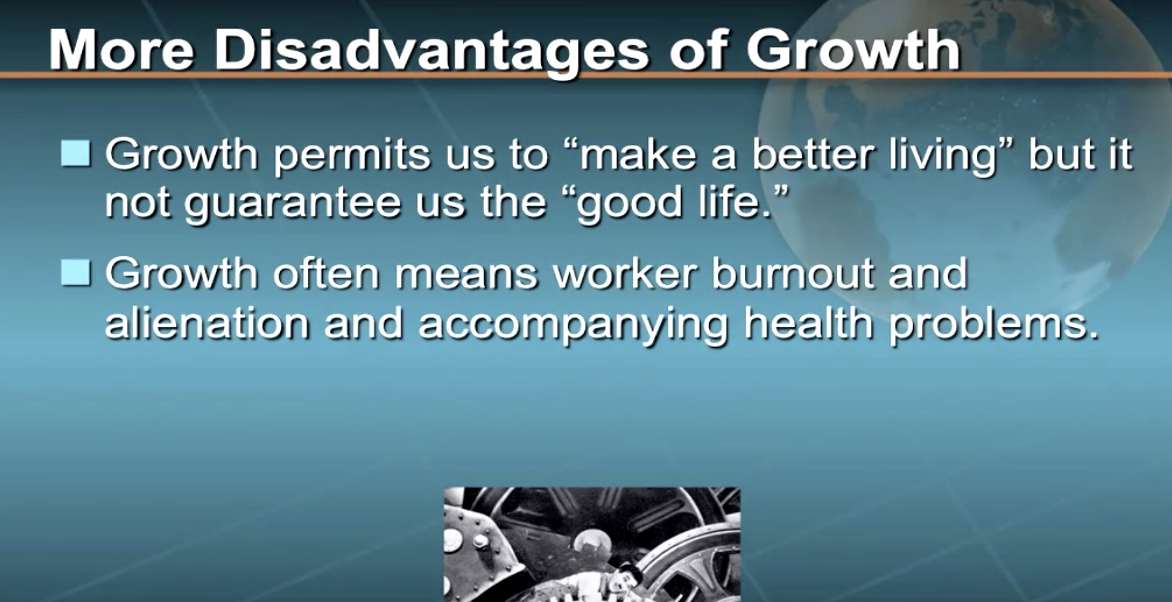 More Disadvantages of Growth
Growth permits us to “make a better living” but it
not guarantee us the “good life.”
Growth often means worker burnout and
alienation and accompanying health problems.